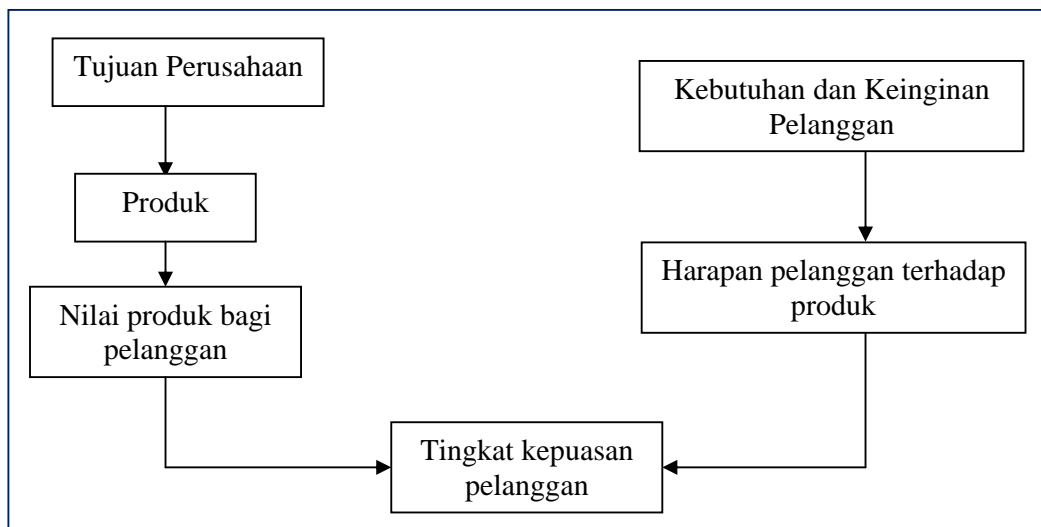 Tujuan Perusahaan
Kebutuhan dan Keinginan
Pelanggan
Produk
Harapan pelanggan terhadap
produk
Nilai produk bagi
pelanggan
Tingkat kepuasan
pelanggan